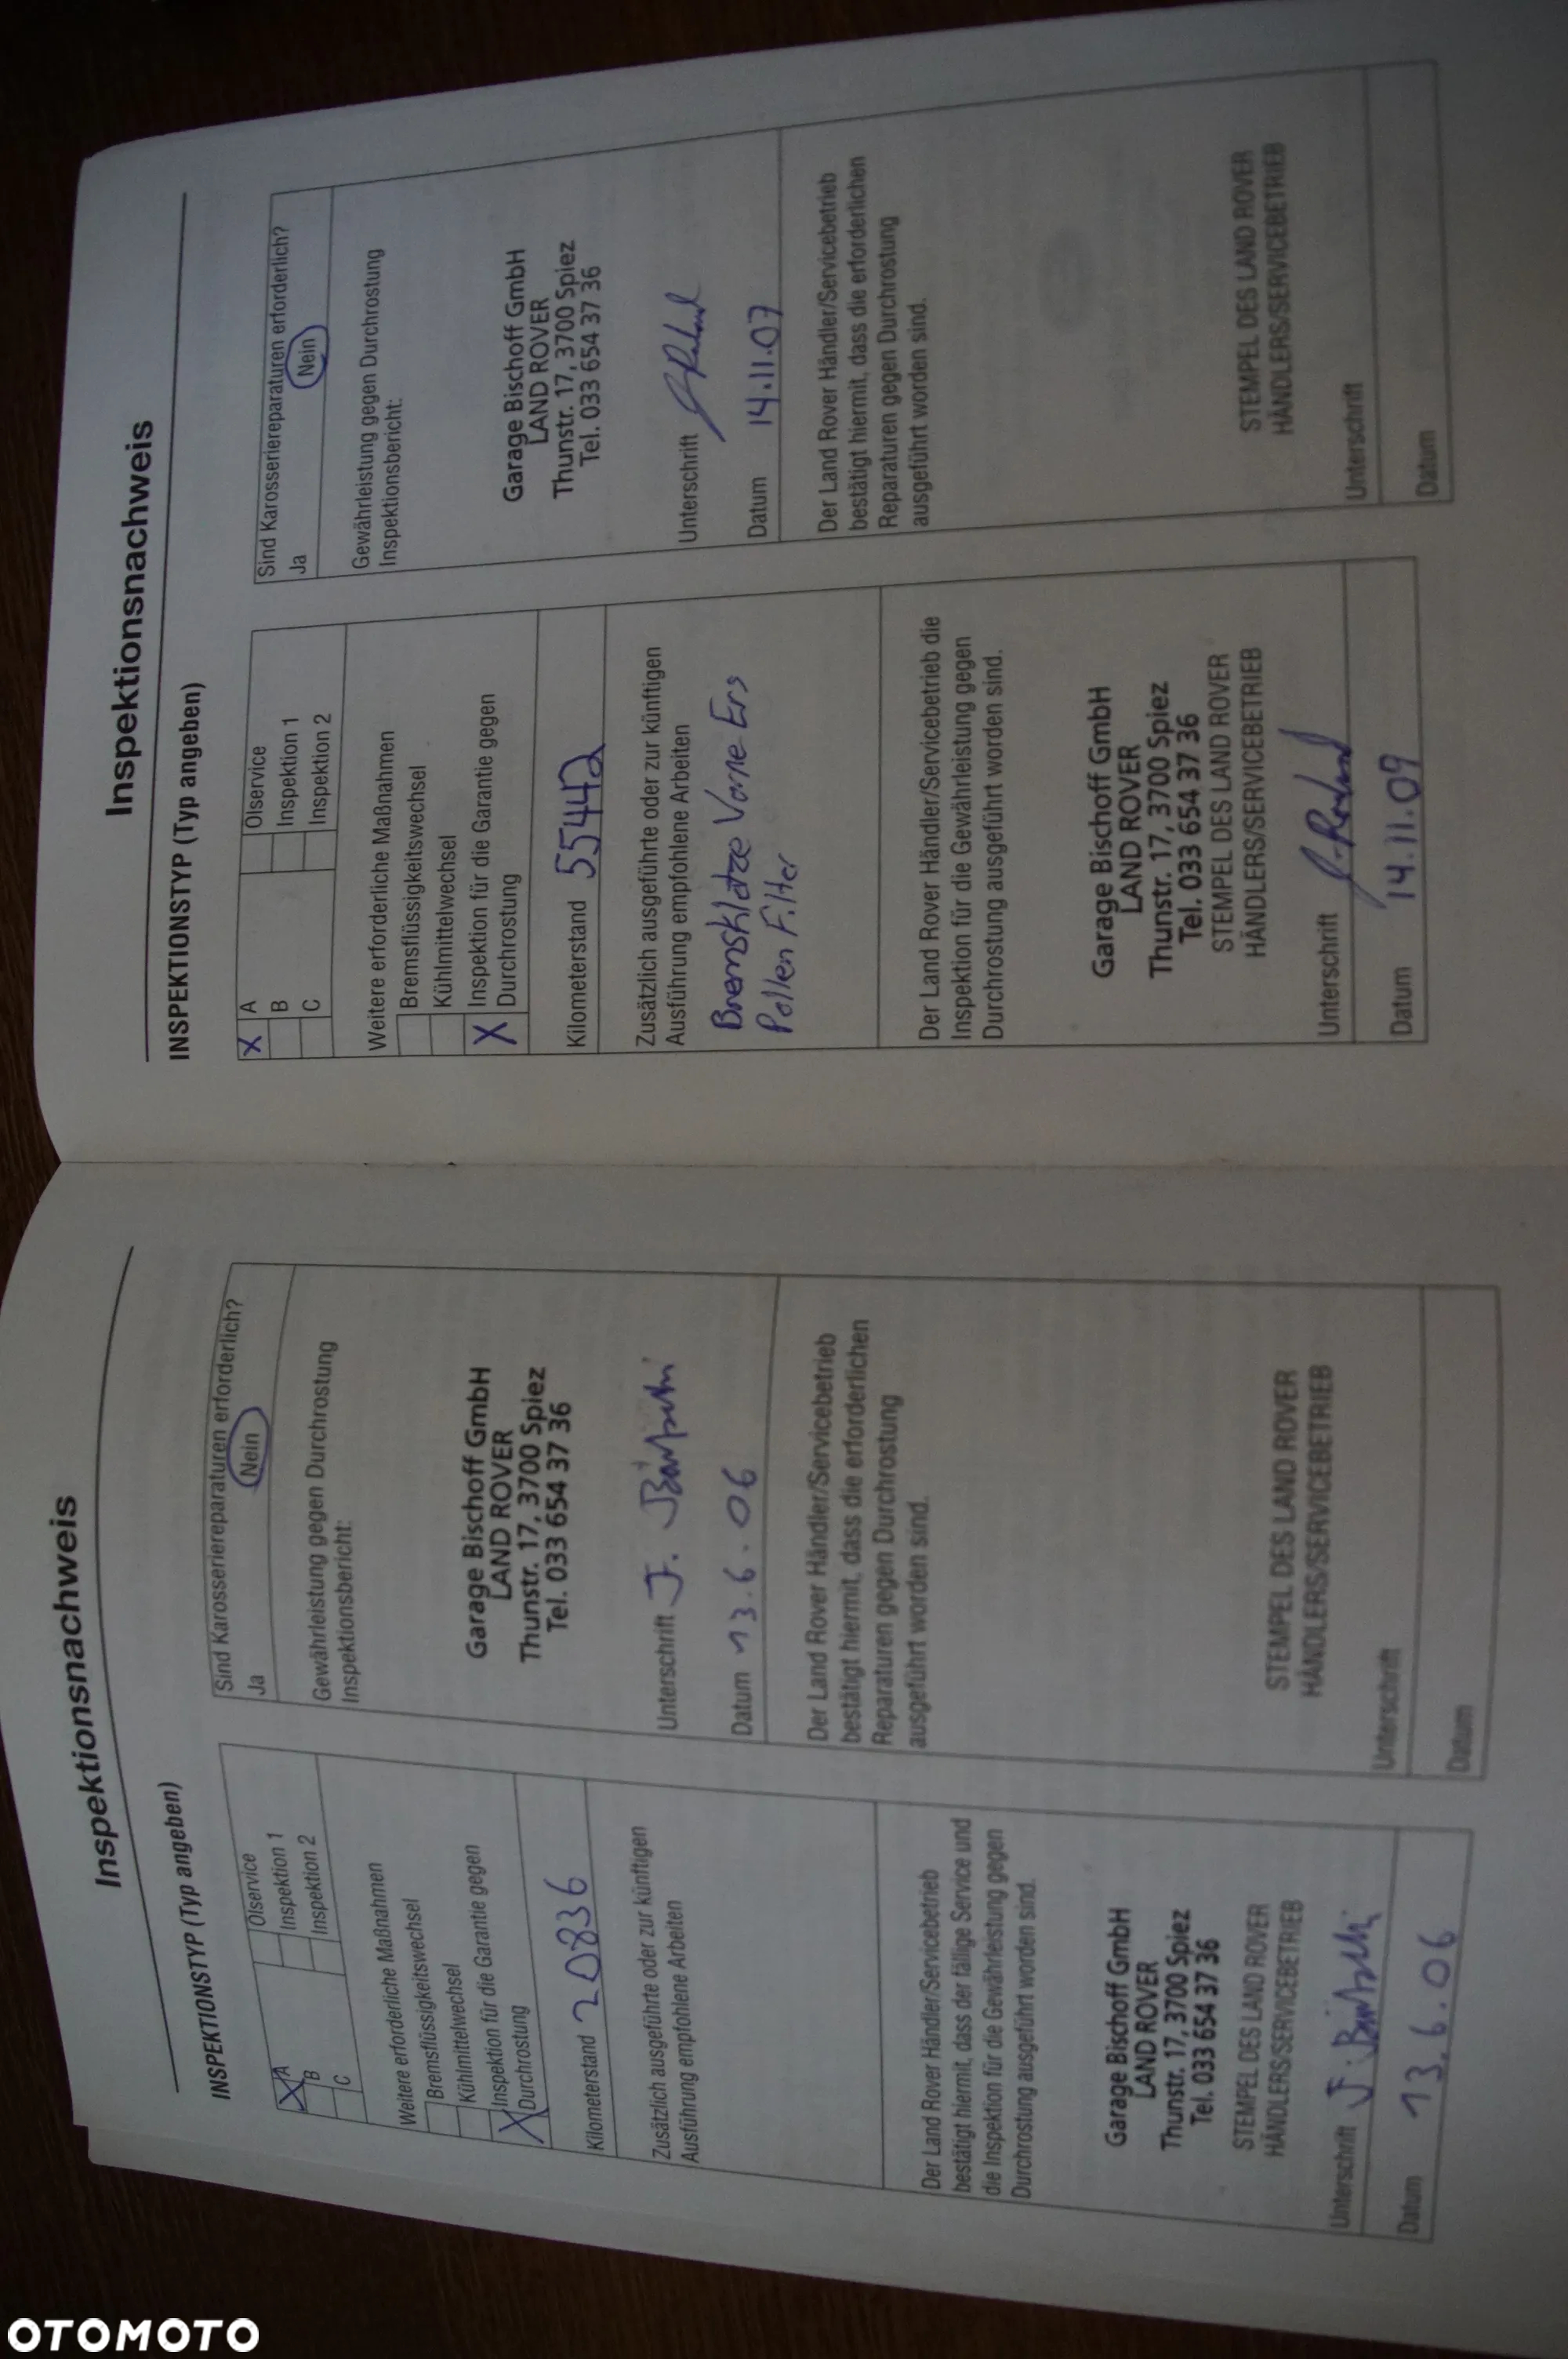 Inspektionsnachweis
INSPEKTIONSTYP (Typ angeben)
X A Ölservice
B Inspektion 1
C Inspektion 2
Weitere erforderliche Maßnahmen
Bremsflüssigkeitswechsel
Kühlmittelwechsel
X Inspektion für die Garantie gegen
Durchrostung
Kilometerstand 20836
Zusätzlich ausgeführte oder zur künftigen
Ausführung empfohlene Arbeiten
Der Land Rover Händler/Servicebetrieb
bestätigt hiermit, dass der fällige Service und
die Inspektion für die Gewährleistung gegen
Durchrostung ausgeführt worden sind.
Garage Bischoff GmbH
LAND ROVER
Thunstr. 17, 3700 Spiez
Tel. 033 654 37 36
STEMPEL DES LAND ROVER
HÄNDLERS/SERVICEBETRIEB
Unterschrift J.
Datum 13.6.06
Sind Karosseriereparaturen erforderlich?
Ja Nein
Gewährleistung gegen Durchrostung
Inspektionsbericht:
Garage Bischoff GmbH
LAND ROVER
Thunstr. 17, 3700 Spiez
Tel. 033 654 37 36
Unterschrift J.
Datum 13.6.06
Der Land Rover Händler/Servicebetrieb
bestätigt hiermit, dass die erforderlichen
Reparaturen gegen Durchrostung
ausgeführt worden sind.
STEMPEL DES LAND ROVER
HÄNDLERS/SERVICEBETRIEB
Unterschrift
Datum
Inspektionsnachweis
INSPEKTIONSTYP (Typ angeben)
X A Ölservice
B Inspektion 1
C Inspektion 2
Weitere erforderliche Maßnahmen
Bremsflüssigkeitswechsel
Kühlmittelwechsel
X Inspektion für die Garantie gegen
Durchrostung
Kilometerstand 55442
Zusätzlich ausgeführte oder zur künftigen
Ausführung empfohlene Arbeiten
Bremsklötze Vorne Ers
Pollen Filter
Der Land Rover Händler/Servicebetrieb die
Inspektion für die Gewährleistung gegen
Durchrostung ausgeführt worden sind.
Garage Bischoff GmbH
LAND ROVER
Thunstr. 17, 3700 Spiez
Tel. 033 654 37 36
STEMPEL DES LAND ROVER
HÄNDLERS/SERVICEBETRIEB
Unterschrift
Datum 14.11.09
Sind Karosseriereparaturen erforderlich?
Ja Nein
Gewährleistung gegen Durchrostung
Inspektionsbericht:
Garage Bischoff GmbH
LAND ROVER
Thunstr. 17, 3700 Spiez
Tel. 033 654 37 36
Unterschrift
Datum 14.11.07
Der Land Rover Händler/Servicebetrieb
bestätigt hiermit, dass die erforderlichen
Reparaturen gegen Durchrostung
ausgeführt worden sind.
STEMPEL DES LAND ROVER
HÄNDLERS/SERVICEBETRIEB
Unterschrift
Datum
OTOMOTO